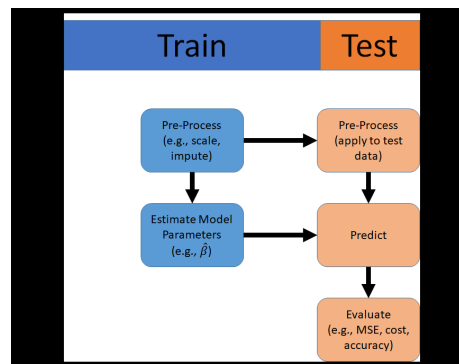 Train
Test
Pre-Process
(e.g., scale,
impute)
Pre-Process
(apply to test
data)
Estimate Model
Parameters
(e.g., β̂)
Predict
Evaluate
(e.g., MSE, cost,
accuracy)